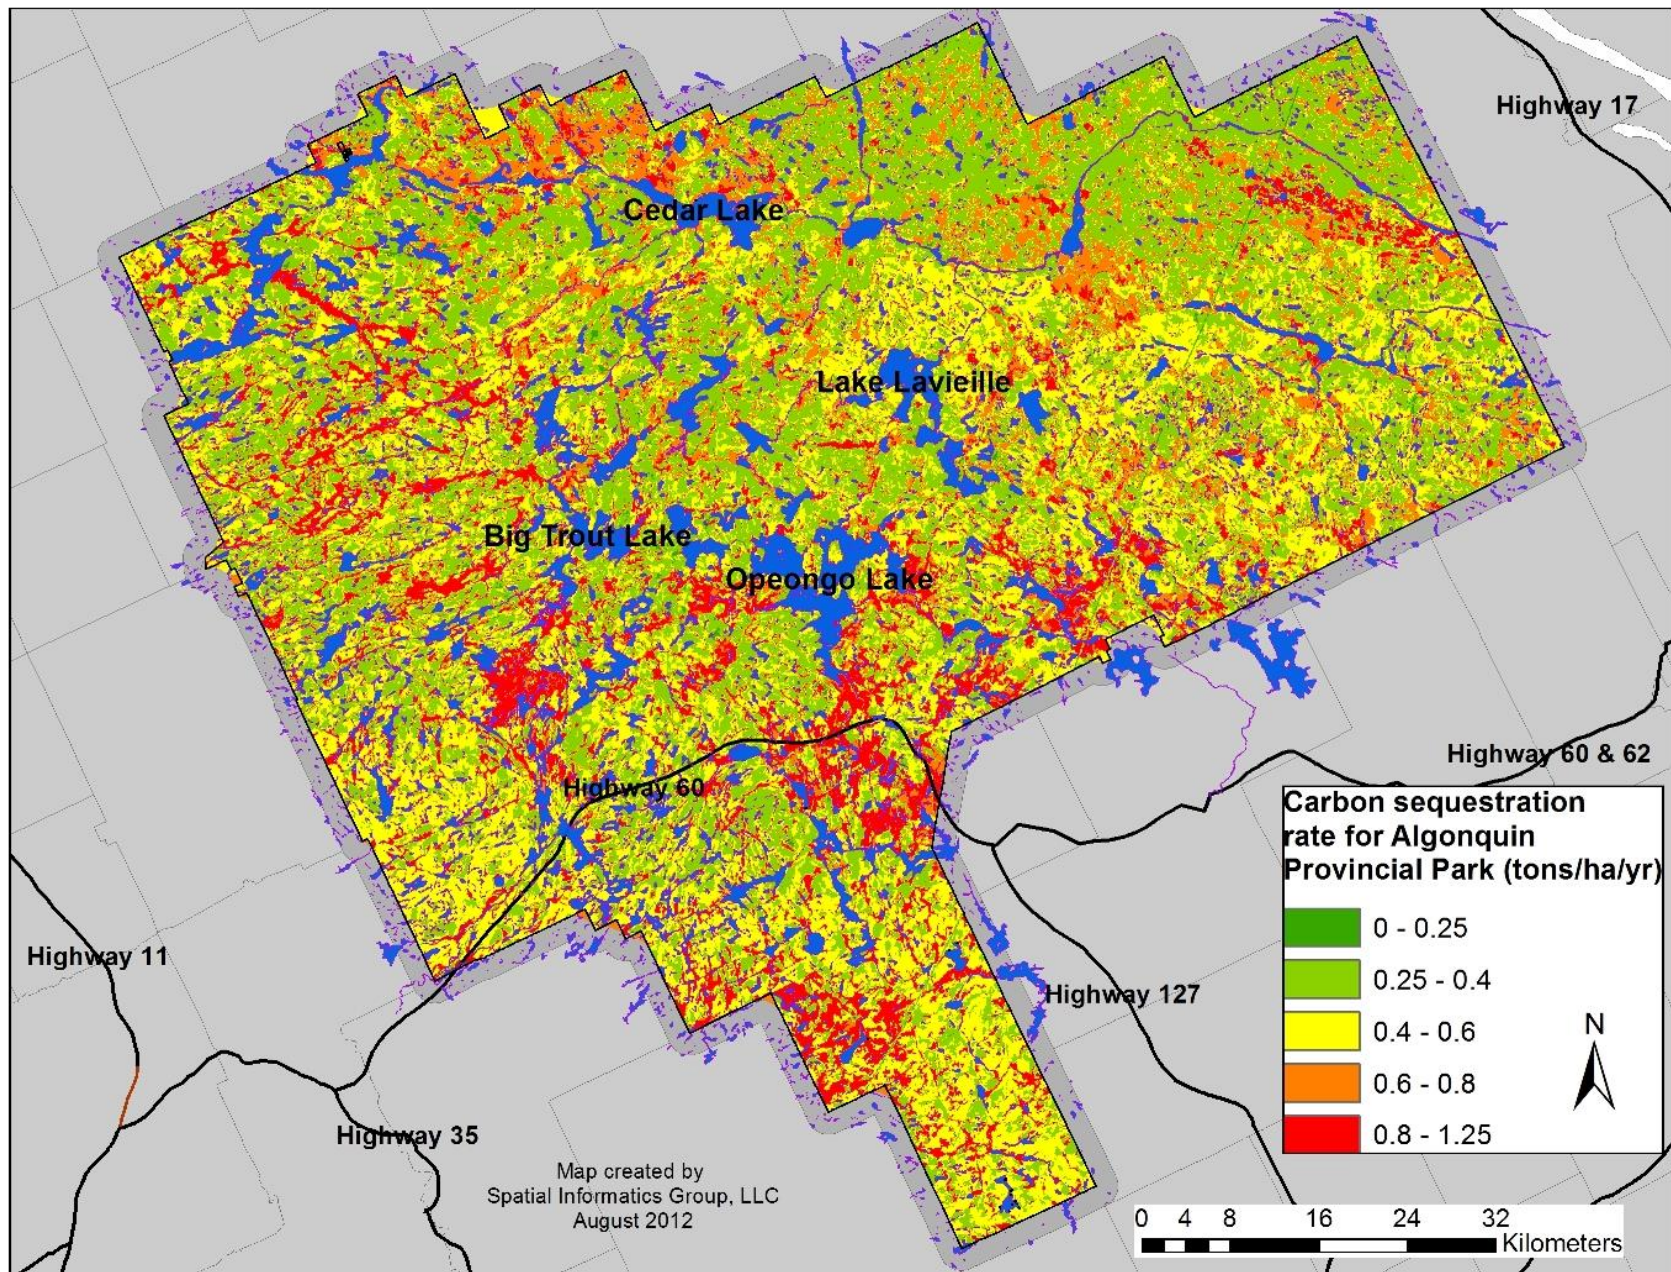 Highway 17
Cedar Lake
Lake Lavieille
Big Trout Lake
Opeongo Lake
Highway 60
Highway 60 & 62
Highway 11
Highway 127
Highway 35
Carbon sequestration
rate for Algonquin
Provincial Park (tons/ha/yr)
0 - 0.25
0.25 - 0.4
0.4 - 0.6
0.6 - 0.8
0.8 - 1.25
N
Map created by
Spatial Informatics Group, LLC
August 2012
0 4 8 16 24 32
Kilometers